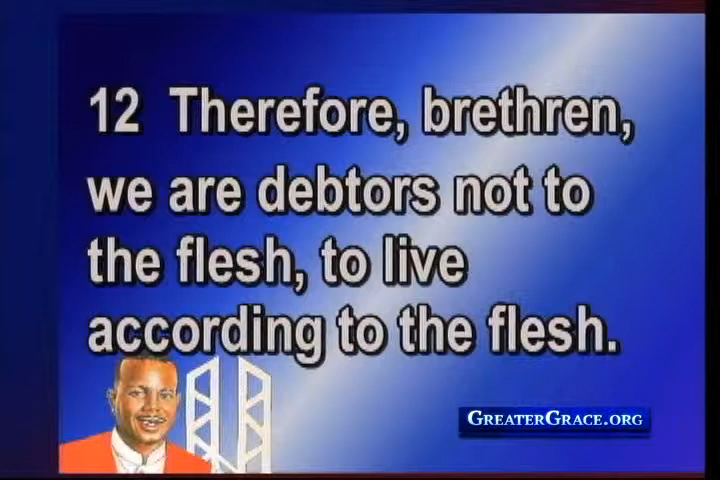 12 Therefore, brethren,
we are debtors not to
the flesh, to live
according to the flesh.
GREATERGRACE.ORG